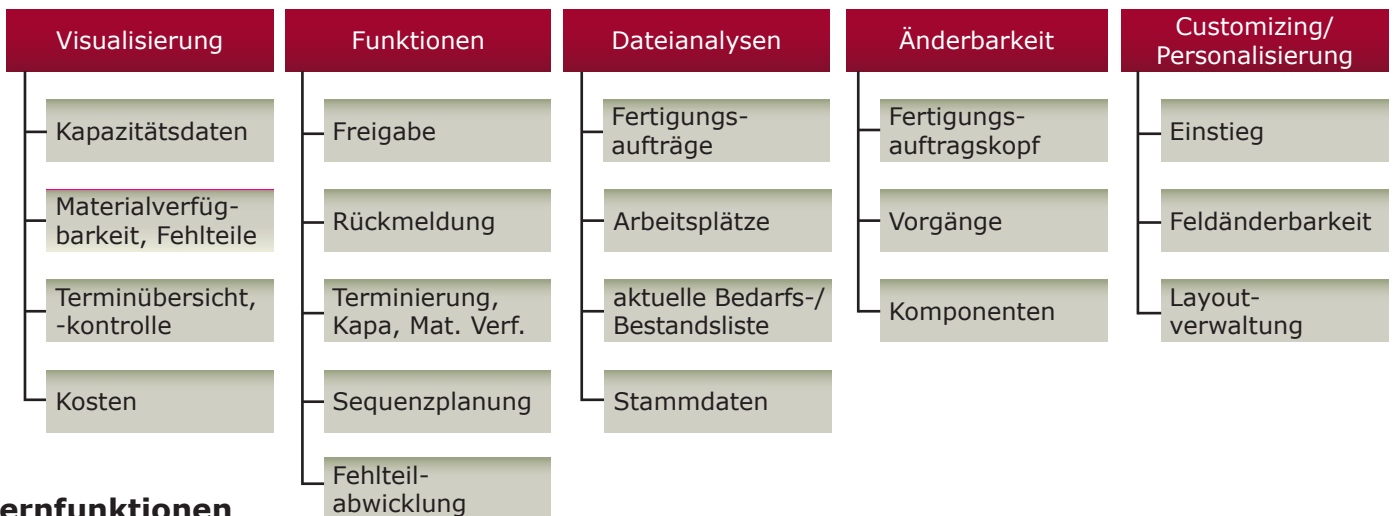 Visualisierung
Kapazitätsdaten
Materialverfüg-
barkeit, Fehlteile
Terminübersicht,
-kontrolle
Kosten
Funktionen
Freigabe
Rückmeldung
Terminierung,
Kapa, Mat. Verf.
Sequenzplanung
Fehlteil-
abwicklung
Dateianalysen
Fertigungs-
aufträge
Arbeitsplätze
aktuelle Bedarfs-/
Bestandsliste
Stammdaten
Änderbarkeit
Fertigungs-
auftragskopf
Vorgänge
Komponenten
Customizing/
Personalisierung
Einstieg
Feldänderbarkeit
Layout-
verwaltung
ernfunktionen